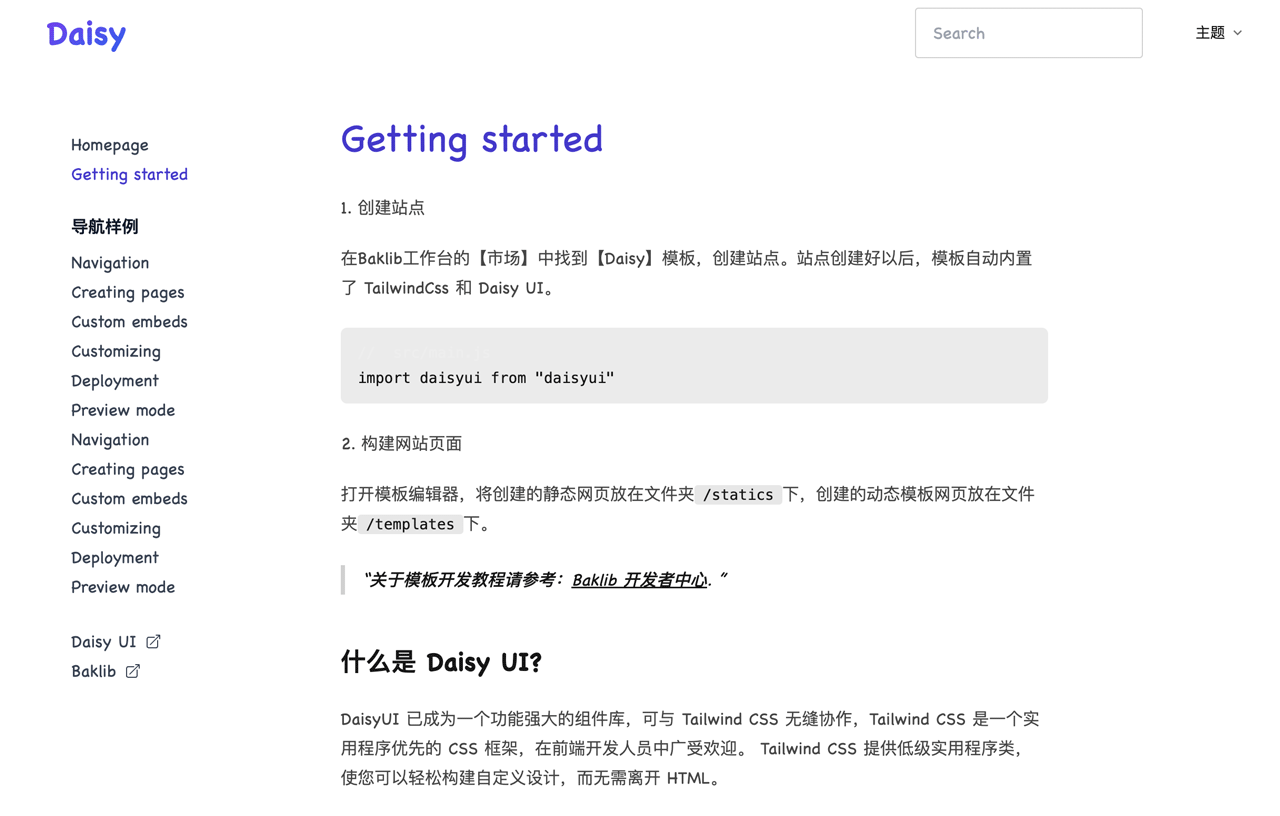 Daisy
Search
主题
Homepage
Getting started
导航样例
Navigation
Creating pages
Custom embeds
Customizing
Deployment
Preview mode
Navigation
Creating pages
Custom embeds
Customizing
Deployment
Preview mode
Daisy UI
Baklib
Getting started
1. 创建站点
在Baklib工作台的【市场】中找到【Daisy】模板，创建站点。站点创建好以后，模板自动内置
了 TailwindCss 和 Daisy UI。
import daisyui from "daisyui"
2. 构建网站页面
打开模板编辑器，将创建的静态网页放在文件夹 /statics 下，创建的动态模板网页放在文件
夹 /templates 下。
“关于模板开发教程请参考：Baklib 开发者中心. ”
什么是 Daisy UI?
DaisyUI 已成为一个功能强大的组件库，可与 Tailwind CSS 无缝协作，Tailwind CSS 是一个实
用程序优先的 CSS 框架，在前端开发人员中广受欢迎。 Tailwind CSS 提供低级实用程序类，
使您可以轻松构建自定义设计，而无需离开 HTML。